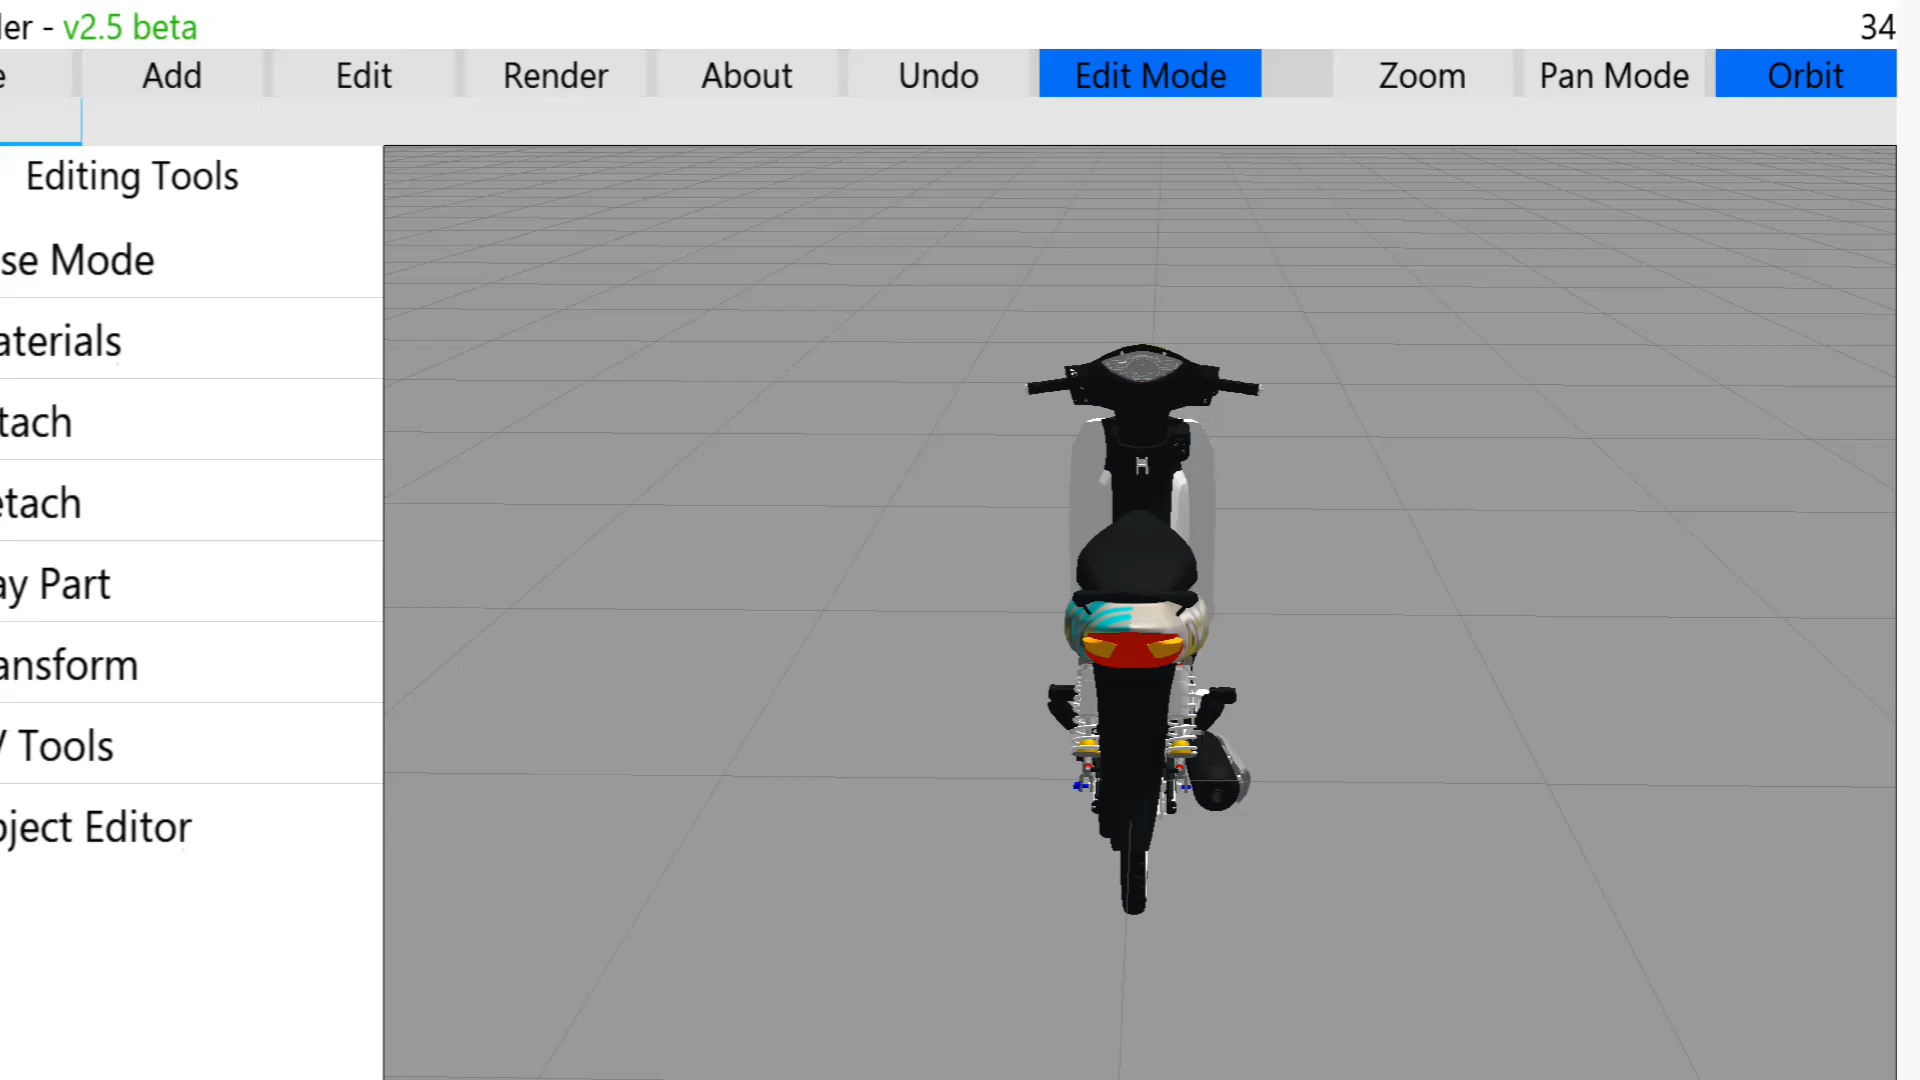 ler - v2.5 beta
34
e Add Edit Render About Undo Edit Mode Zoom Pan Mode Orbit
Editing Tools
se Mode
aterials
tach
etach
ay Part
ansform
/ Tools
oject Editor